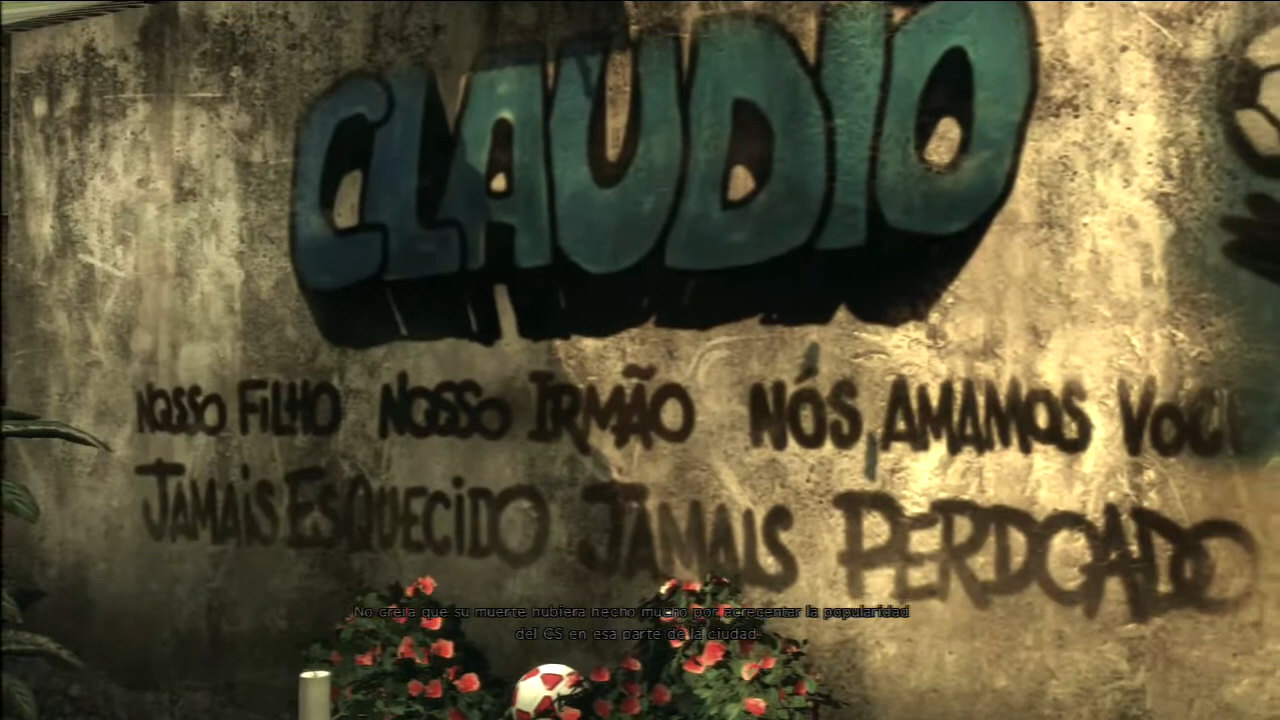 CLAUDIO
NOSSO FiLHO NOSSO IRMÃO NÓS AMAMOS VOCÊ
JAMAiS ESQUECiDO JAMAIS PERDOADO
No creía que su muerte hubiera hecho mucho por acrecentar la popularidad
del CS en esa parte de la ciudad.